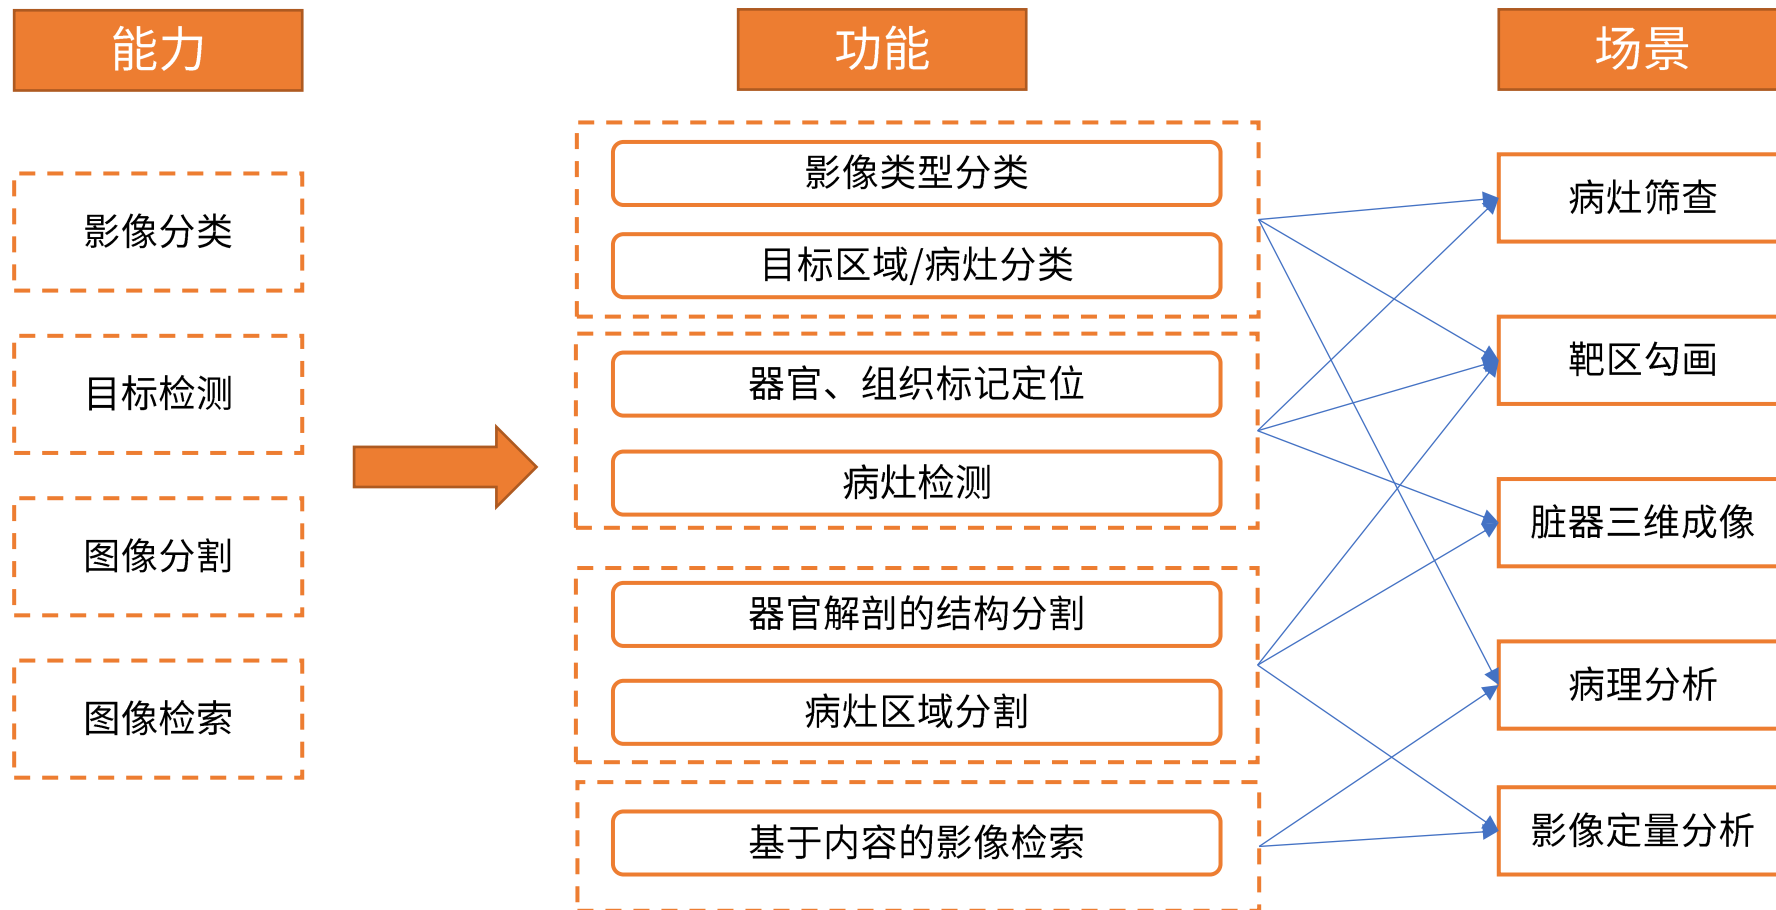 能力
功能
场景
影像分类
目标检测
图像分割
图像检索
影像类型分类
目标区域/病灶分类
器官、组织标记定位
病灶检测
器官解剖的结构分割
病灶区域分割
基于内容的影像检索
病灶筛查
靶区勾画
脏器三维成像
病理分析
影像定量分析